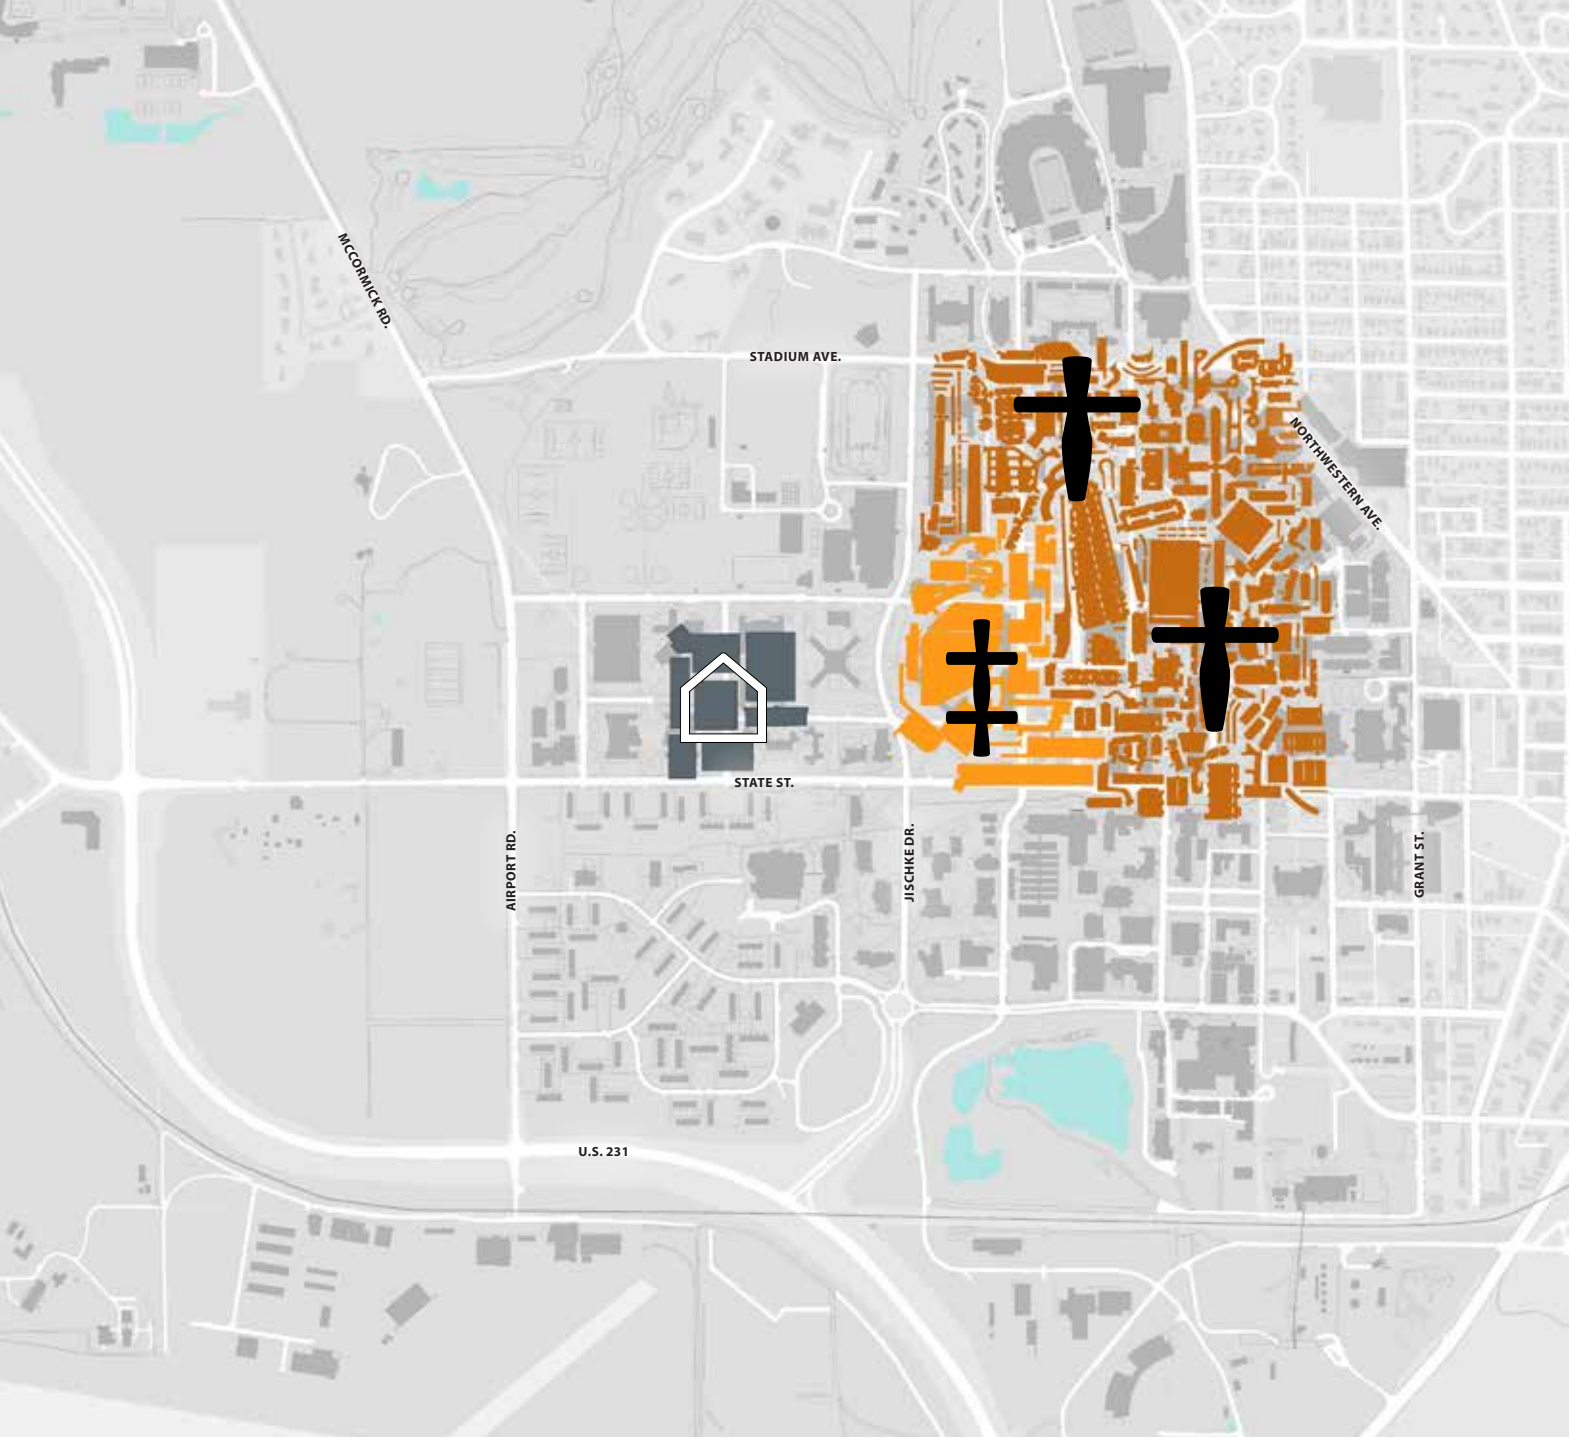 MCCORMICK RD.
STADIUM AVE.
NORTHWESTERN AVE.
STATE ST.
AIRPORT RD.
JISCHKE DR.
GRANT ST.
U.S. 231